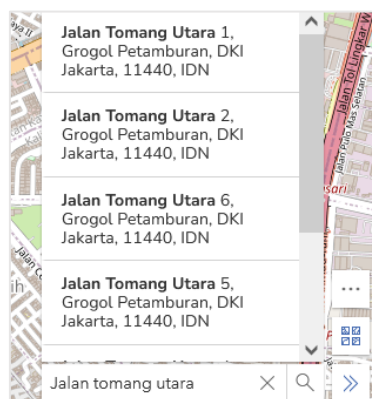 Jalan Tomang Utara 1,
Grogol Petamburan, DKI
Jakarta, 11440, IDN
Jalan Tomang Utara 2,
Grogol Petamburan, DKI
Jakarta, 11440, IDN
Jalan Tomang Utara 6,
Grogol Petamburan, DKI
Jakarta, 11440, IDN
Jalan Tomang Utara 5,
Grogol Petamburan, DKI
Jakarta, 11440, IDN
Jalan tomang utara
Jalan Tol Lingkar
Jalan Pulo Mas Selatan